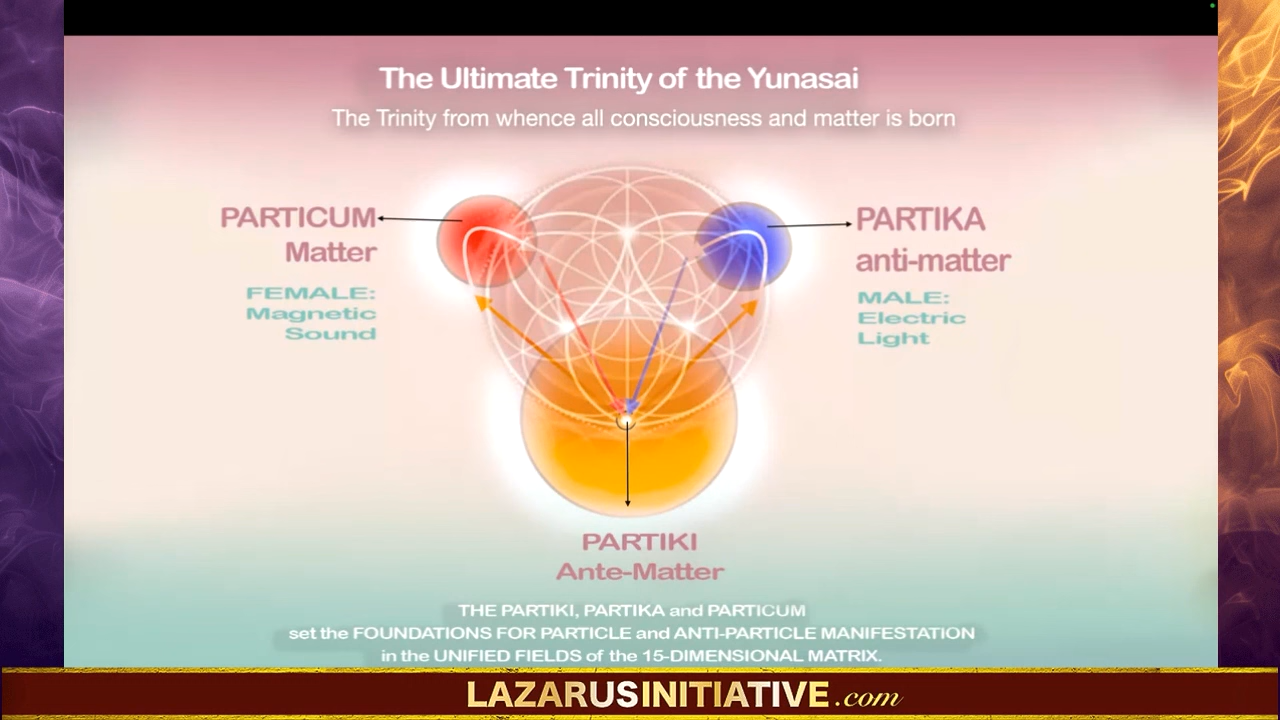 The Ultimate Trinity of the Yunasai
The Trinity from whence all consciousness and matter is born
PARTICUM
Matter
FEMALE:
Magnetic
Sound
PARTIKA
anti-matter
MALE:
Electric
Light
PARTIKI
Ante-Matter
THE PARTIKI, PARTIKA and PARTICUM
set the FOUNDATIONS FOR PARTICLE and ANTI-PARTICLE MANIFESTATION
in the UNIFIED FIELDS of the 15-DIMENSIONAL MATRIX.
LAZARUSINITIATIVE.com